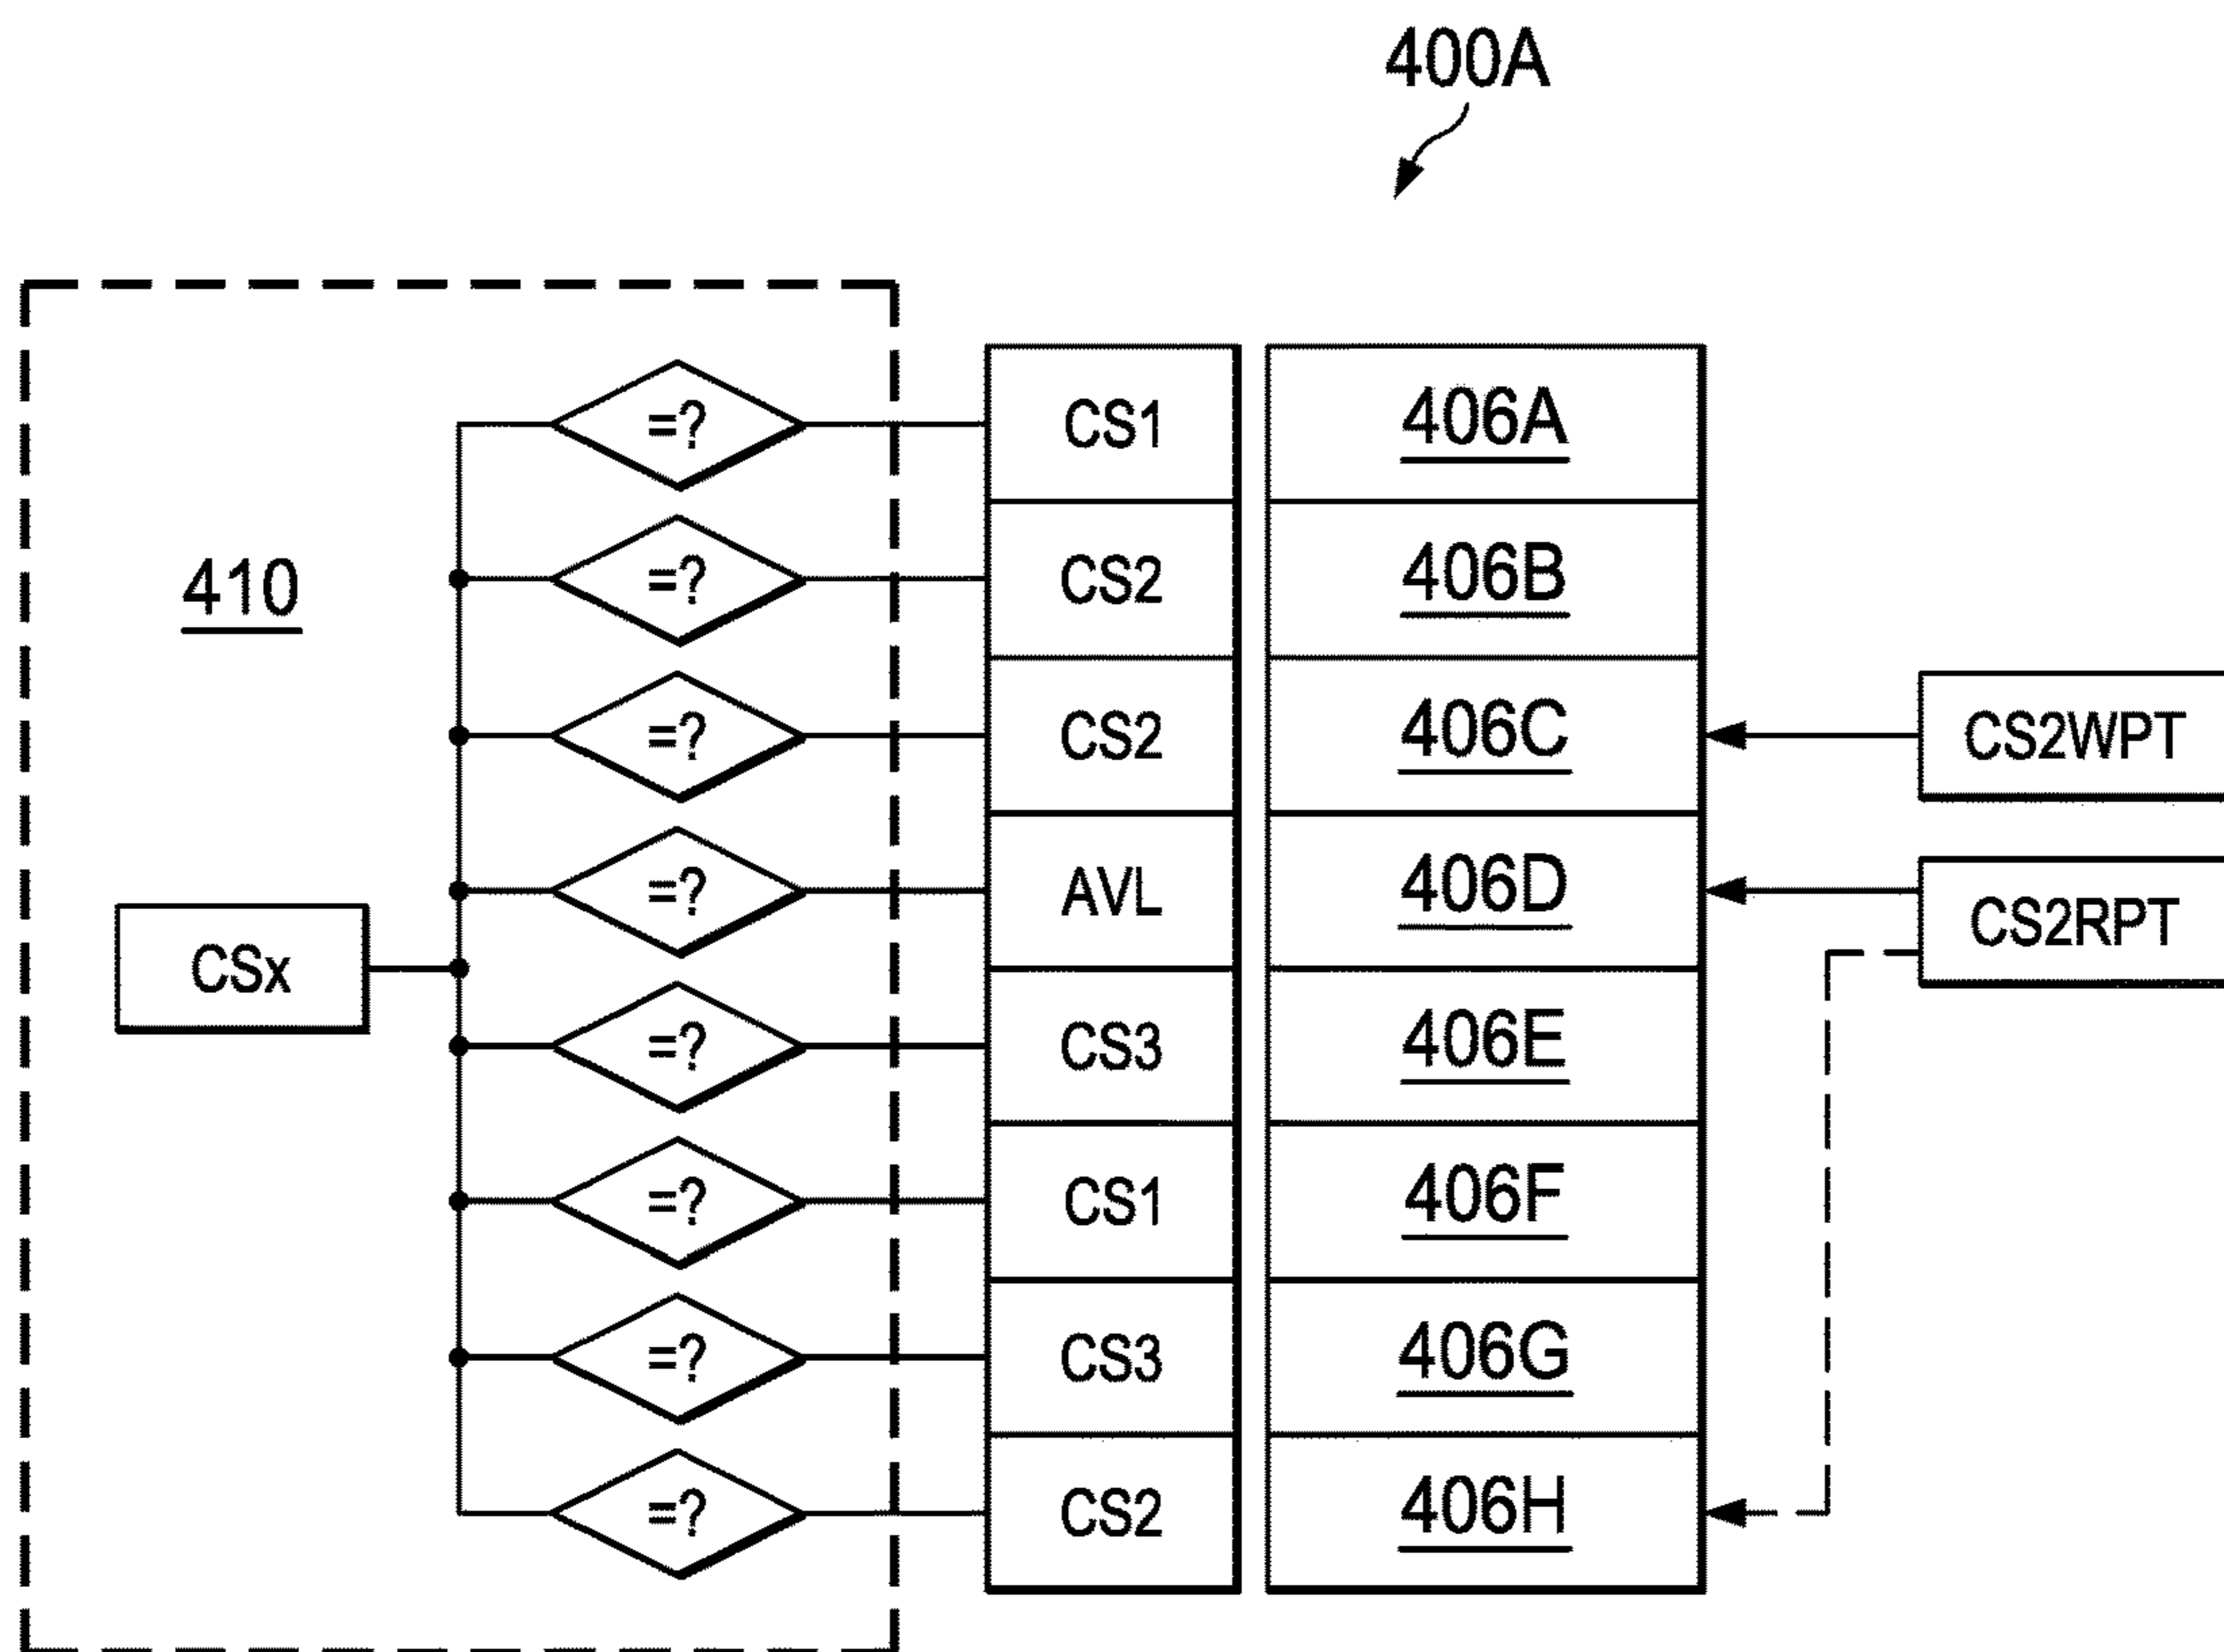 400A
=? CS1 406A
410 =? CS2 406B
=? CS2 406C CS2WPT
=? AVL 406D CS2RPT
CSx
=? CS3 406E
=? CS1 406F
=? CS3 406G
=? CS2 406H